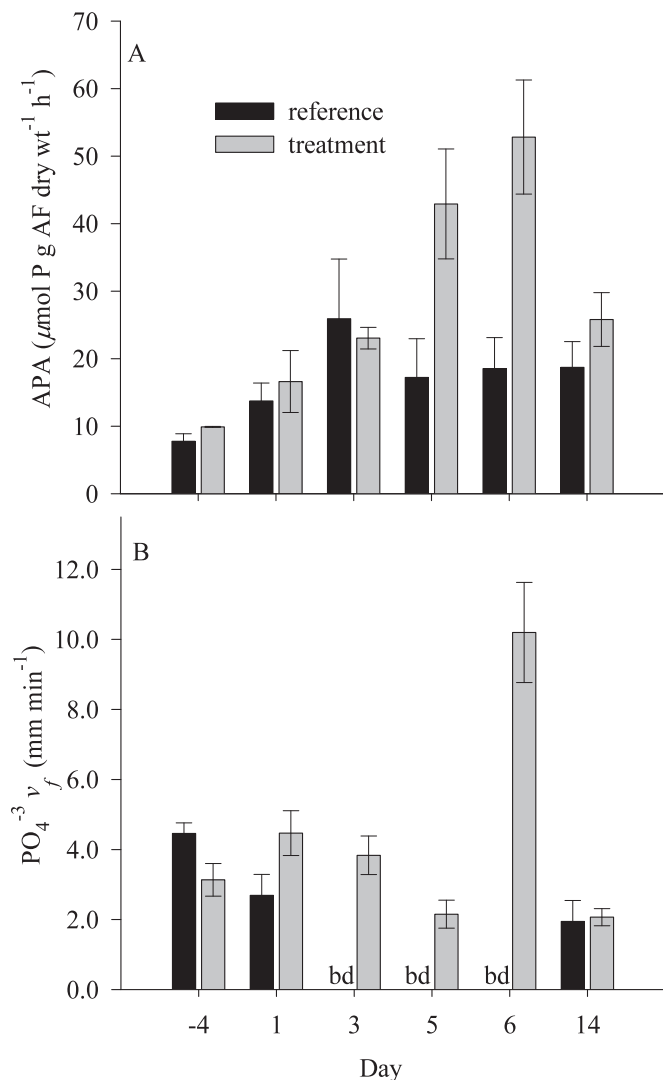 70
A
60
reference
treatment
50
40
30
20
10
0
APA (µmol P g AF dry wt⁻¹ h⁻¹)
B
12.0
10.0
8.0
6.0
4.0
2.0
0.0
PO₄⁻³ v_f (mm min⁻¹)
bd bd bd
-4 1 3 5 6 14
Day